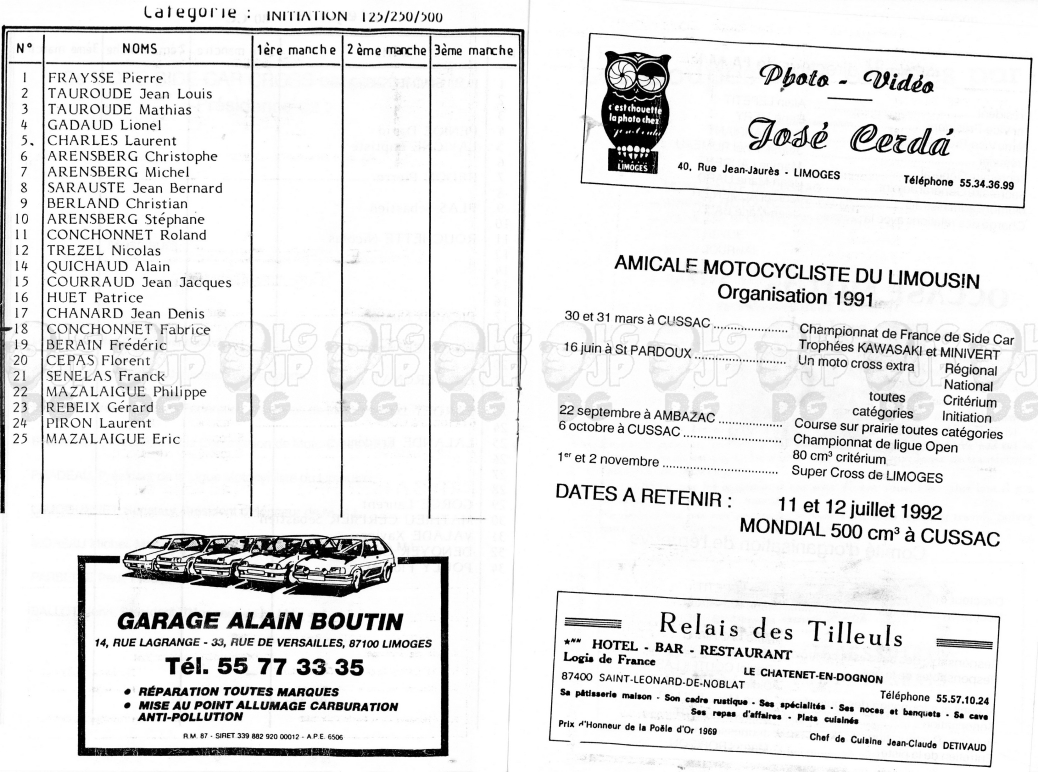 Catégorie : INITIATION 125/250/500
N° NOMS 1ère manche 2ème manche 3ème manche
1 FRAYSSE Pierre
2 TAUROUDE Jean Louis
3 TAUROUDE Mathias
4 GADAUD Lionel
5 CHARLES Laurent
6 ARENSBERG Christophe
7 ARENSBERG Michel
8 SARAUSTE Jean Bernard
9 BERLAND Christian
10 ARENSBERG Stéphane
11 CONCHONNET Roland
12 TREZEL Nicolas
14 QUICHAUD Alain
15 COURRAUD Jean Jacques
16 HUET Patrice
17 CHANARD Jean Denis
18 CONCHONNET Fabrice
19 BERAIN Frédéric
20 CEPAS Florent
21 SENELAS Franck
22 MAZALAIGUE Philippe
23 REBEIX Gérard
24 PIRON Laurent
25 MAZALAIGUE Eric
GARAGE ALAiN BOUTIN
14, RUE LAGRANGE - 33, RUE DE VERSAILLES, 87100 LIMOGES
Tél. 55 77 33 35
● RÉPARATION TOUTES MARQUES
● MISE AU POINT ALLUMAGE CARBURATION
ANTI-POLLUTION
R.M. 87 - SIRET 339 882 920 00012 - A.P.E. 6506
c'est chouette
la photo chez
LIMOGES
Photo - Vidéo
José Cerdá
40, Rue Jean-Jaurès - LIMOGES Téléphone 55.34.36.99
AMICALE MOTOCYCLISTE DU LIMOUSIN
Organisation 1991
30 et 31 mars à CUSSAC ...................... Championnat de France de Side Car
Trophées KAWASAKI et MINIVERT
16 juin à St PARDOUX .......................... Un moto cross extra Régional
National
toutes Critérium
catégories Initiation
22 septembre à AMBAZAC .................. Course sur prairie toutes catégories
6 octobre à CUSSAC ............................ Championnat de ligue Open
80 cm³ critérium
1er et 2 novembre ................................. Super Cross de LIMOGES
DATES A RETENIR : 11 et 12 juillet 1992
MONDIAL 500 cm³ à CUSSAC
Relais des Tilleuls
★NN HOTEL - BAR - RESTAURANT
Logis de France LE CHATENET-EN-DOGNON
87400 SAINT-LEONARD-DE-NOBLAT Téléphone 55.57.10.24
Sa pâtisserie maison - Son cadre rustique - Ses spécialités - Ses noces et banquets - Sa cave
Ses repas d'affaires - Plats cuisinés
Prix d'Honneur de la Poêle d'Or 1969 Chef de Cuisine Jean-Claude DETIVAUD
LG JP DG